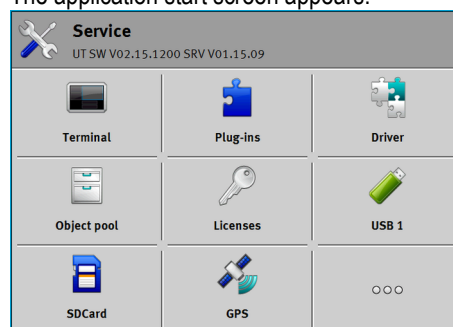 The application start screen appears:
Service
UT SW V02.15.1200 SRV V01.15.09
Terminal
Plug-ins
Driver
Object pool
Licenses
USB 1
SDCard
GPS